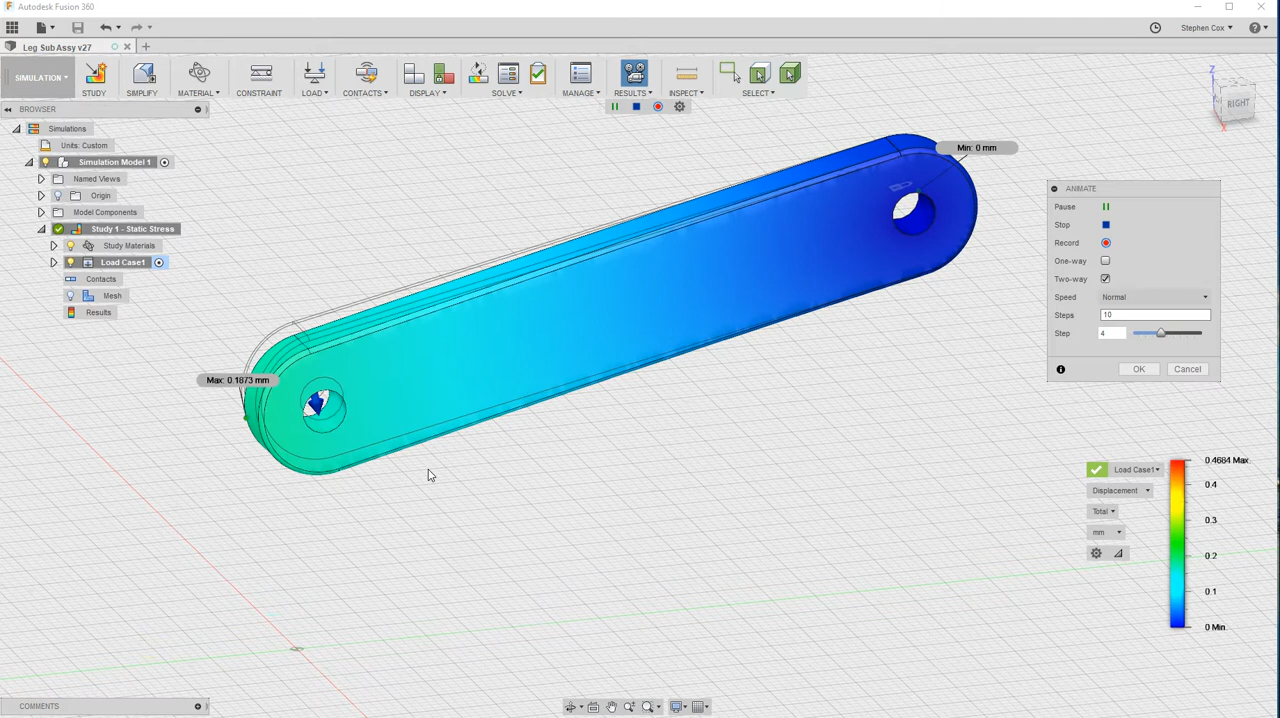 Autodesk Fusion 360
Stephen Cox
Leg Sub Assy v27
SIMULATION
STUDY
SIMPLIFY
MATERIAL
CONSTRAINT
LOAD
CONTACTS
DISPLAY
SOLVE
MANAGE
RESULTS
INSPECT
SELECT
BROWSER
Simulations
Units: Custom
Simulation Model 1
Named Views
Origin
Model Components
Study 1 - Static Stress
Study Materials
Load Case1
Contacts
Mesh
Results
Min: 0 mm
Max: 0.1873 mm
Z
RIGHT
X
ANIMATE
Pause
Stop
Record
One-way
Two-way
Speed Normal
Steps 10
Step 4
OK Cancel
Load Case1
Displacement
Total
mm
0.4684 Max
0.4
0.3
0.2
0.1
0 Min
COMMENTS